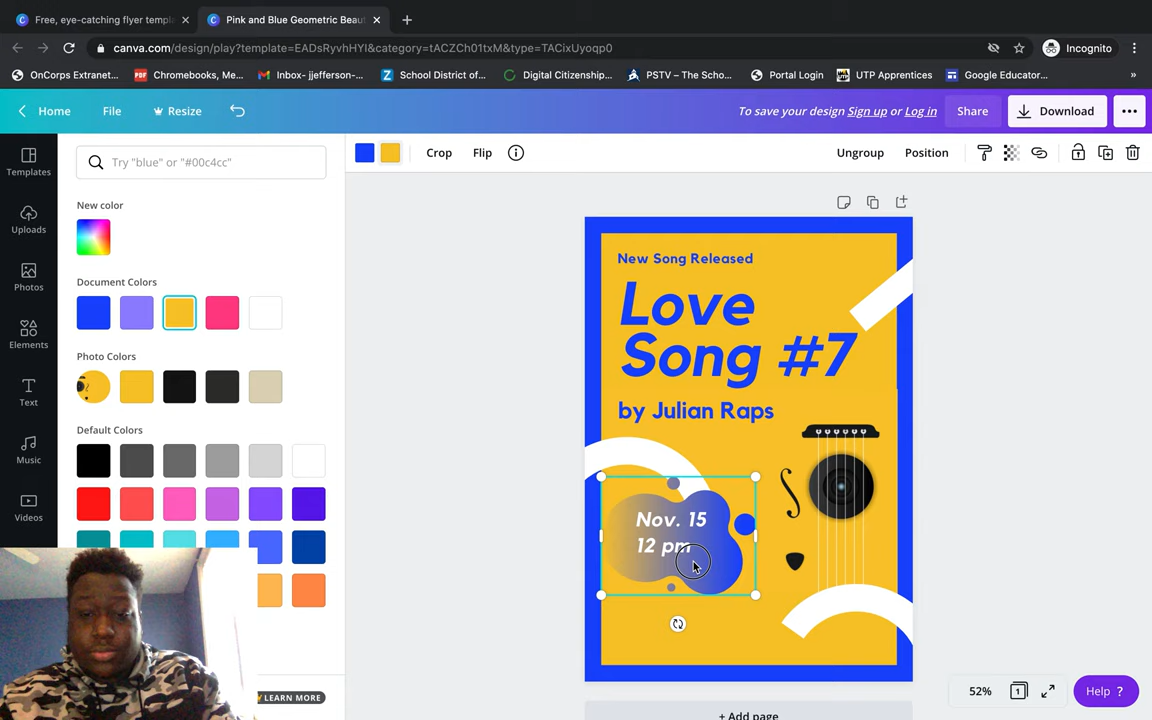 Free, eye-catching flyer templ
Pink and Blue Geometric Beaut
canva.com/design/play?template=EADsRyvhHYI&category=tACZCh01txM&type=TACixUyoqp0
Incognito
OnCorps Extranet...
PDF
Chromebooks, Me...
Inbox- jjefferson-...
School District of...
Digital Citizenship...
PSTV – The Scho...
Portal Login
UTP Apprentices
Google Educator...
»
Home
File
Resize
To save your design Sign up or Log in
Share
Download
Templates
Uploads
Photos
Elements
Text
Music
Videos
Try "blue" or "#00c4cc"
New color
Document Colors
Photo Colors
Default Colors
LEARN MORE
Crop
Flip
Ungroup
Position
New Song Released
Love
Song #7
by Julian Raps
Nov. 15
12 pm
+ Add page
52%
1
Help ?